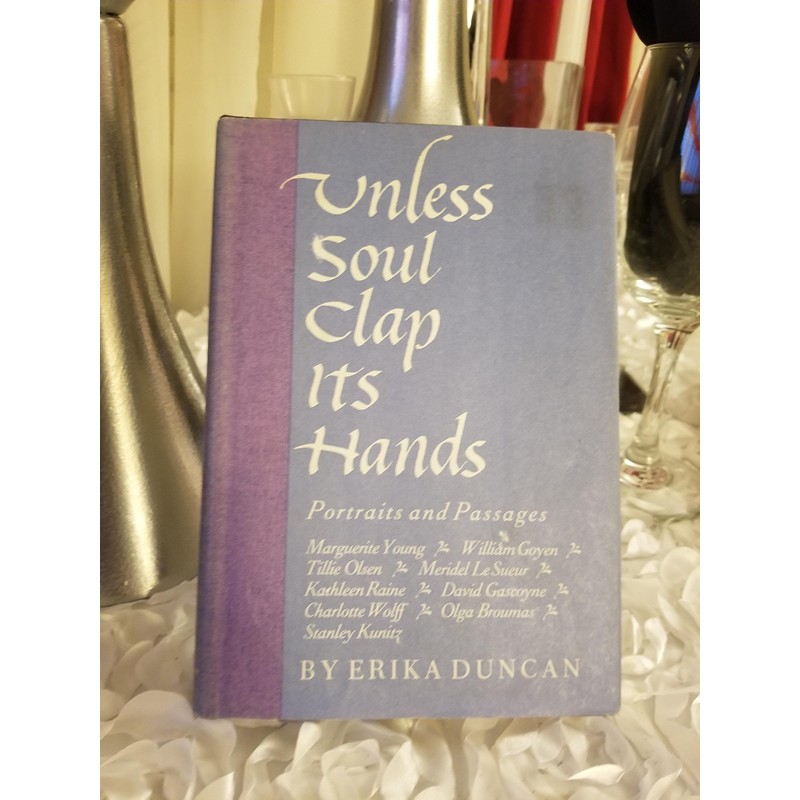 Unless
Soul
Clap
Its
Hands
Portraits and Passages
Marguerite Young William Goyen
Tillie Olsen Meridel Le Sueur
Kathleen Raine David Gascoyne
Charlotte Wolff Olga Broumas
Stanley Kunitz
BY ERIKA DUNCAN